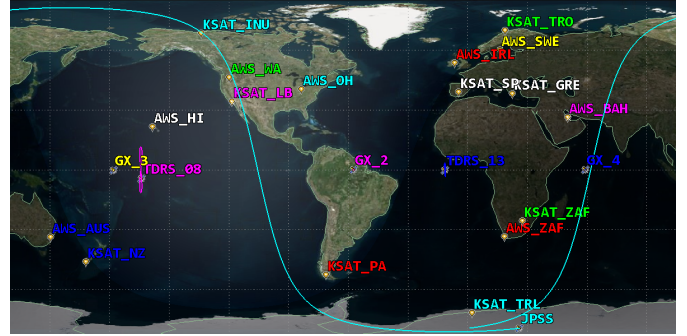 KSAT_TRO
KSAT_INU
AWS_SWE
AWS_IRL
AWS_WA
AWS_OH
KSAT_SP
KSAT_GRE
KSAT_LB
AWS_BAH
AWS_HI
GX_3
TDRS_08
GX_2
TDRS_13
GX_4
KSAT_ZAF
AWS_AUS
AWS_ZAF
KSAT_NZ
KSAT_PA
KSAT_TRL
JPSS